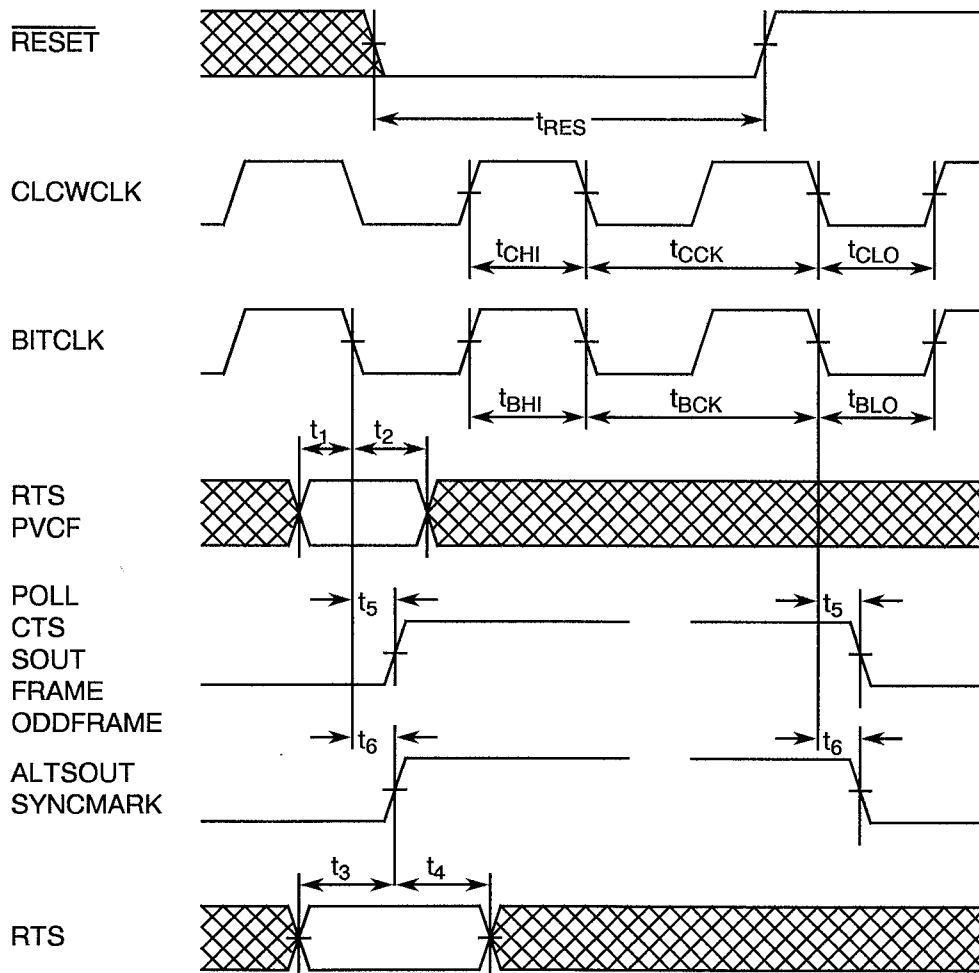 RESET
tRES
CLCWCLK
tCHI
tCCK
tCLO
BITCLK
tBHI
tBCK
tBLO
t1
t2
RTS
PVCF
POLL
CTS
SOUT
FRAME
ODDFRAME
t5
t5
t6
t6
ALTSOUT
SYNCMARK
t3
t4
RTS